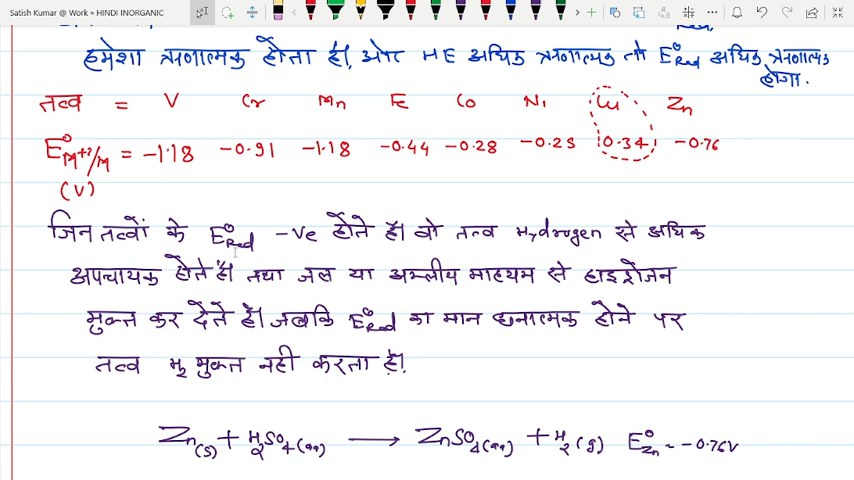 Satish Kumar @ Work » HINDI INORGANIC
हमेशा ऋणात्मक होता है, और HE अधिक ऋणात्मक तो E°Red अधिक ऋणात्मक होगा.
तत्व = V Cr Mn Fe Co Ni Cu Zn
E°M+2/M = -1.18 -0.91 -1.18 -0.44 -0.28 -0.25 0.34 -0.76
(V)
जिन तत्वों के E°Red -ve होते है। वो तत्व Hydrogen से अधिक
अपचायक होते है। तथा जल या अम्लीय माध्यम से हाइड्रोजन
मुक्त कर देते है। जबकि E°Red का मान धनात्मक होने पर
तत्व H2 मुक्त नही करता है।
Zn(s) + H2SO4(aq) ⟶ ZnSO4(aq) + H2(g) E°Zn = -0.76V